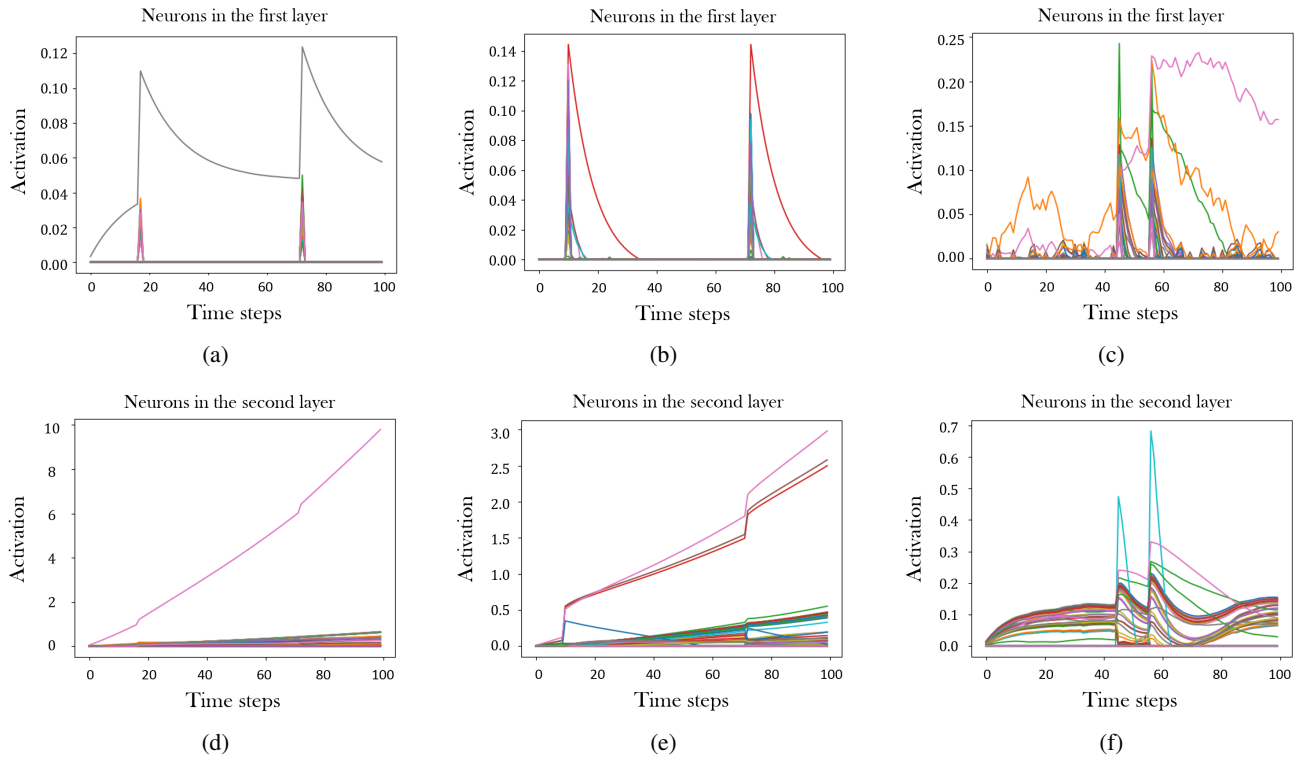 Neurons in the first layer
0.12
0.10
0.08
0.06
0.04
0.02
0.00
Activation
0 20 40 60 80 100
Time steps
(a)
Neurons in the first layer
0.14
0.12
0.10
0.08
0.06
0.04
0.02
0.00
Activation
0 20 40 60 80 100
Time steps
(b)
Neurons in the first layer
0.25
0.20
0.15
0.10
0.05
0.00
Activation
0 20 40 60 80 100
Time steps
(c)
Neurons in the second layer
10
8
6
4
2
0
Activation
0 20 40 60 80 100
Time steps
(d)
Neurons in the second layer
3.0
2.5
2.0
1.5
1.0
0.5
0.0
Activation
0 20 40 60 80 100
Time steps
(e)
Neurons in the second layer
0.7
0.6
0.5
0.4
0.3
0.2
0.1
0.0
Activation
0 20 40 60 80 100
Time steps
(f)